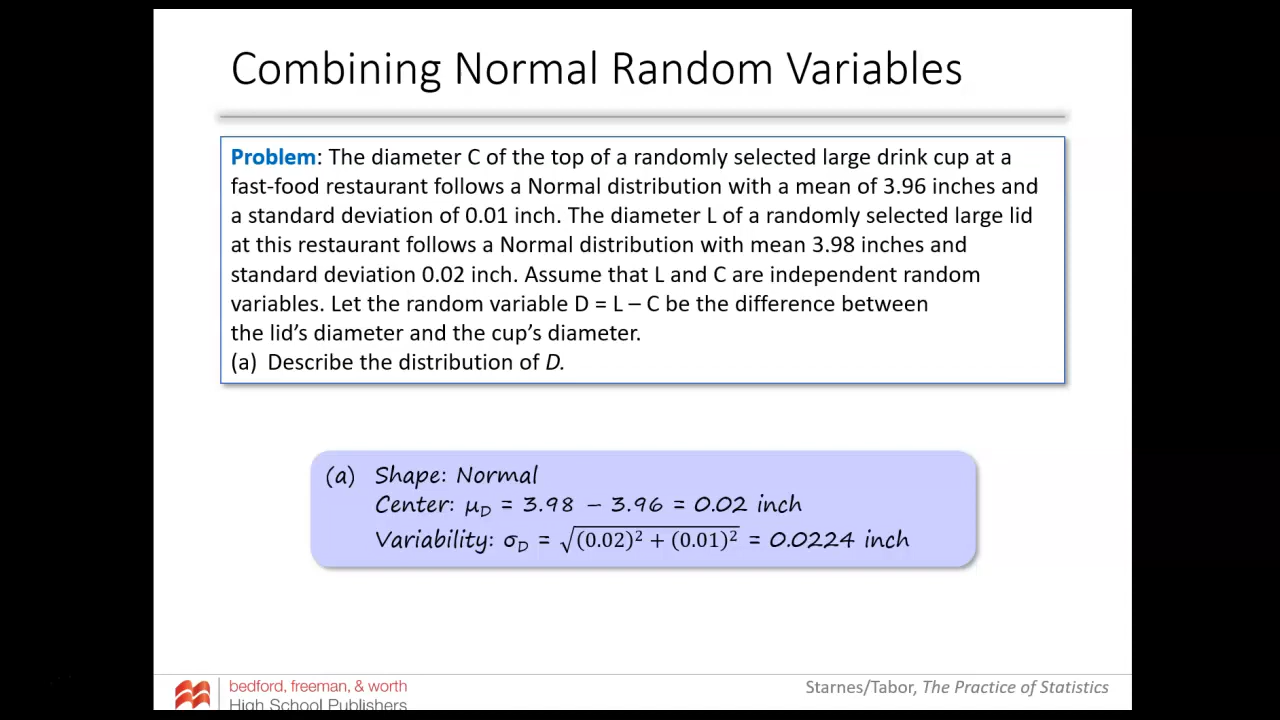 Combining Normal Random Variables
Problem: The diameter C of the top of a randomly selected large drink cup at a
fast-food restaurant follows a Normal distribution with a mean of 3.96 inches and
a standard deviation of 0.01 inch. The diameter L of a randomly selected large lid
at this restaurant follows a Normal distribution with mean 3.98 inches and
standard deviation 0.02 inch. Assume that L and C are independent random
variables. Let the random variable D = L – C be the difference between
the lid’s diameter and the cup’s diameter.
(a) Describe the distribution of D.
(a) Shape: Normal
Center: μD = 3.98 – 3.96 = 0.02 inch
Variability: σD = √(0.02)² + (0.01)² = 0.0224 inch
bedford, freeman, & worth
High School Publishers
Starnes/Tabor, The Practice of Statistics